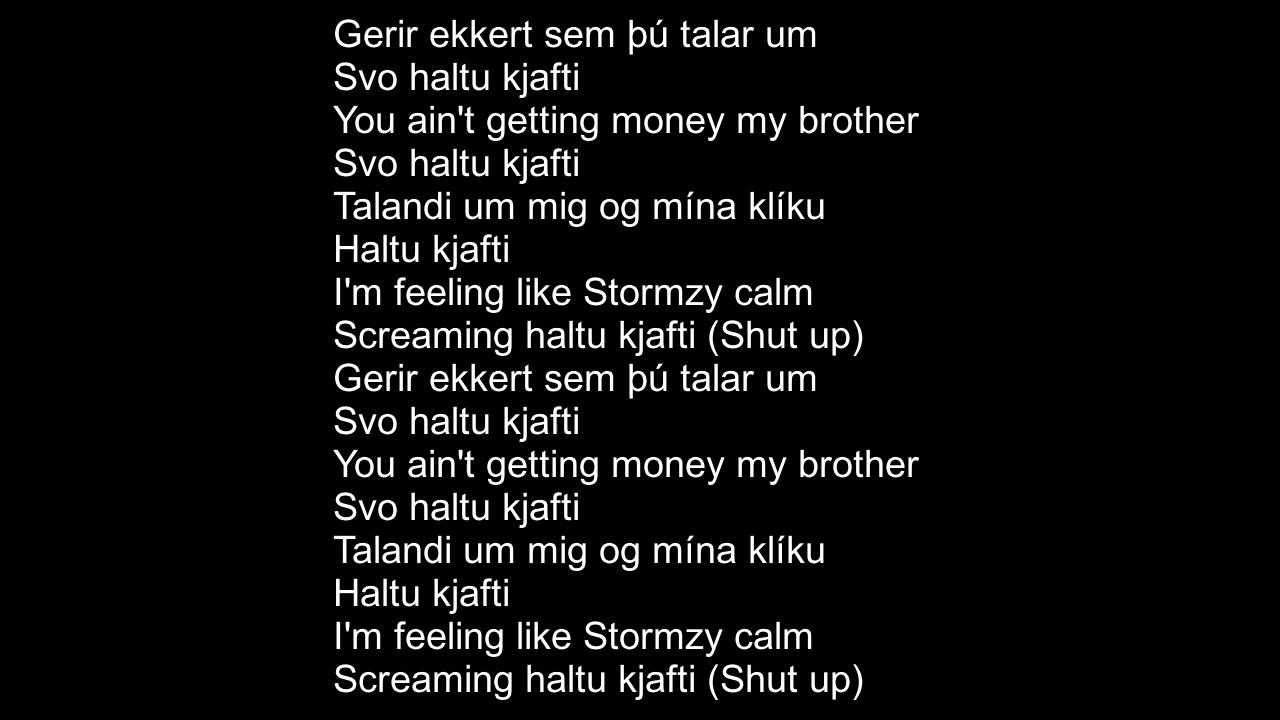 Gerir ekkert sem þú talar um
Svo haltu kjafti
You ain't getting money my brother
Svo haltu kjafti
Talandi um mig og mína klíku
Haltu kjafti
I'm feeling like Stormzy calm
Screaming haltu kjafti (Shut up)
Gerir ekkert sem þú talar um
Svo haltu kjafti
You ain't getting money my brother
Svo haltu kjafti
Talandi um mig og mína klíku
Haltu kjafti
I'm feeling like Stormzy calm
Screaming haltu kjafti (Shut up)